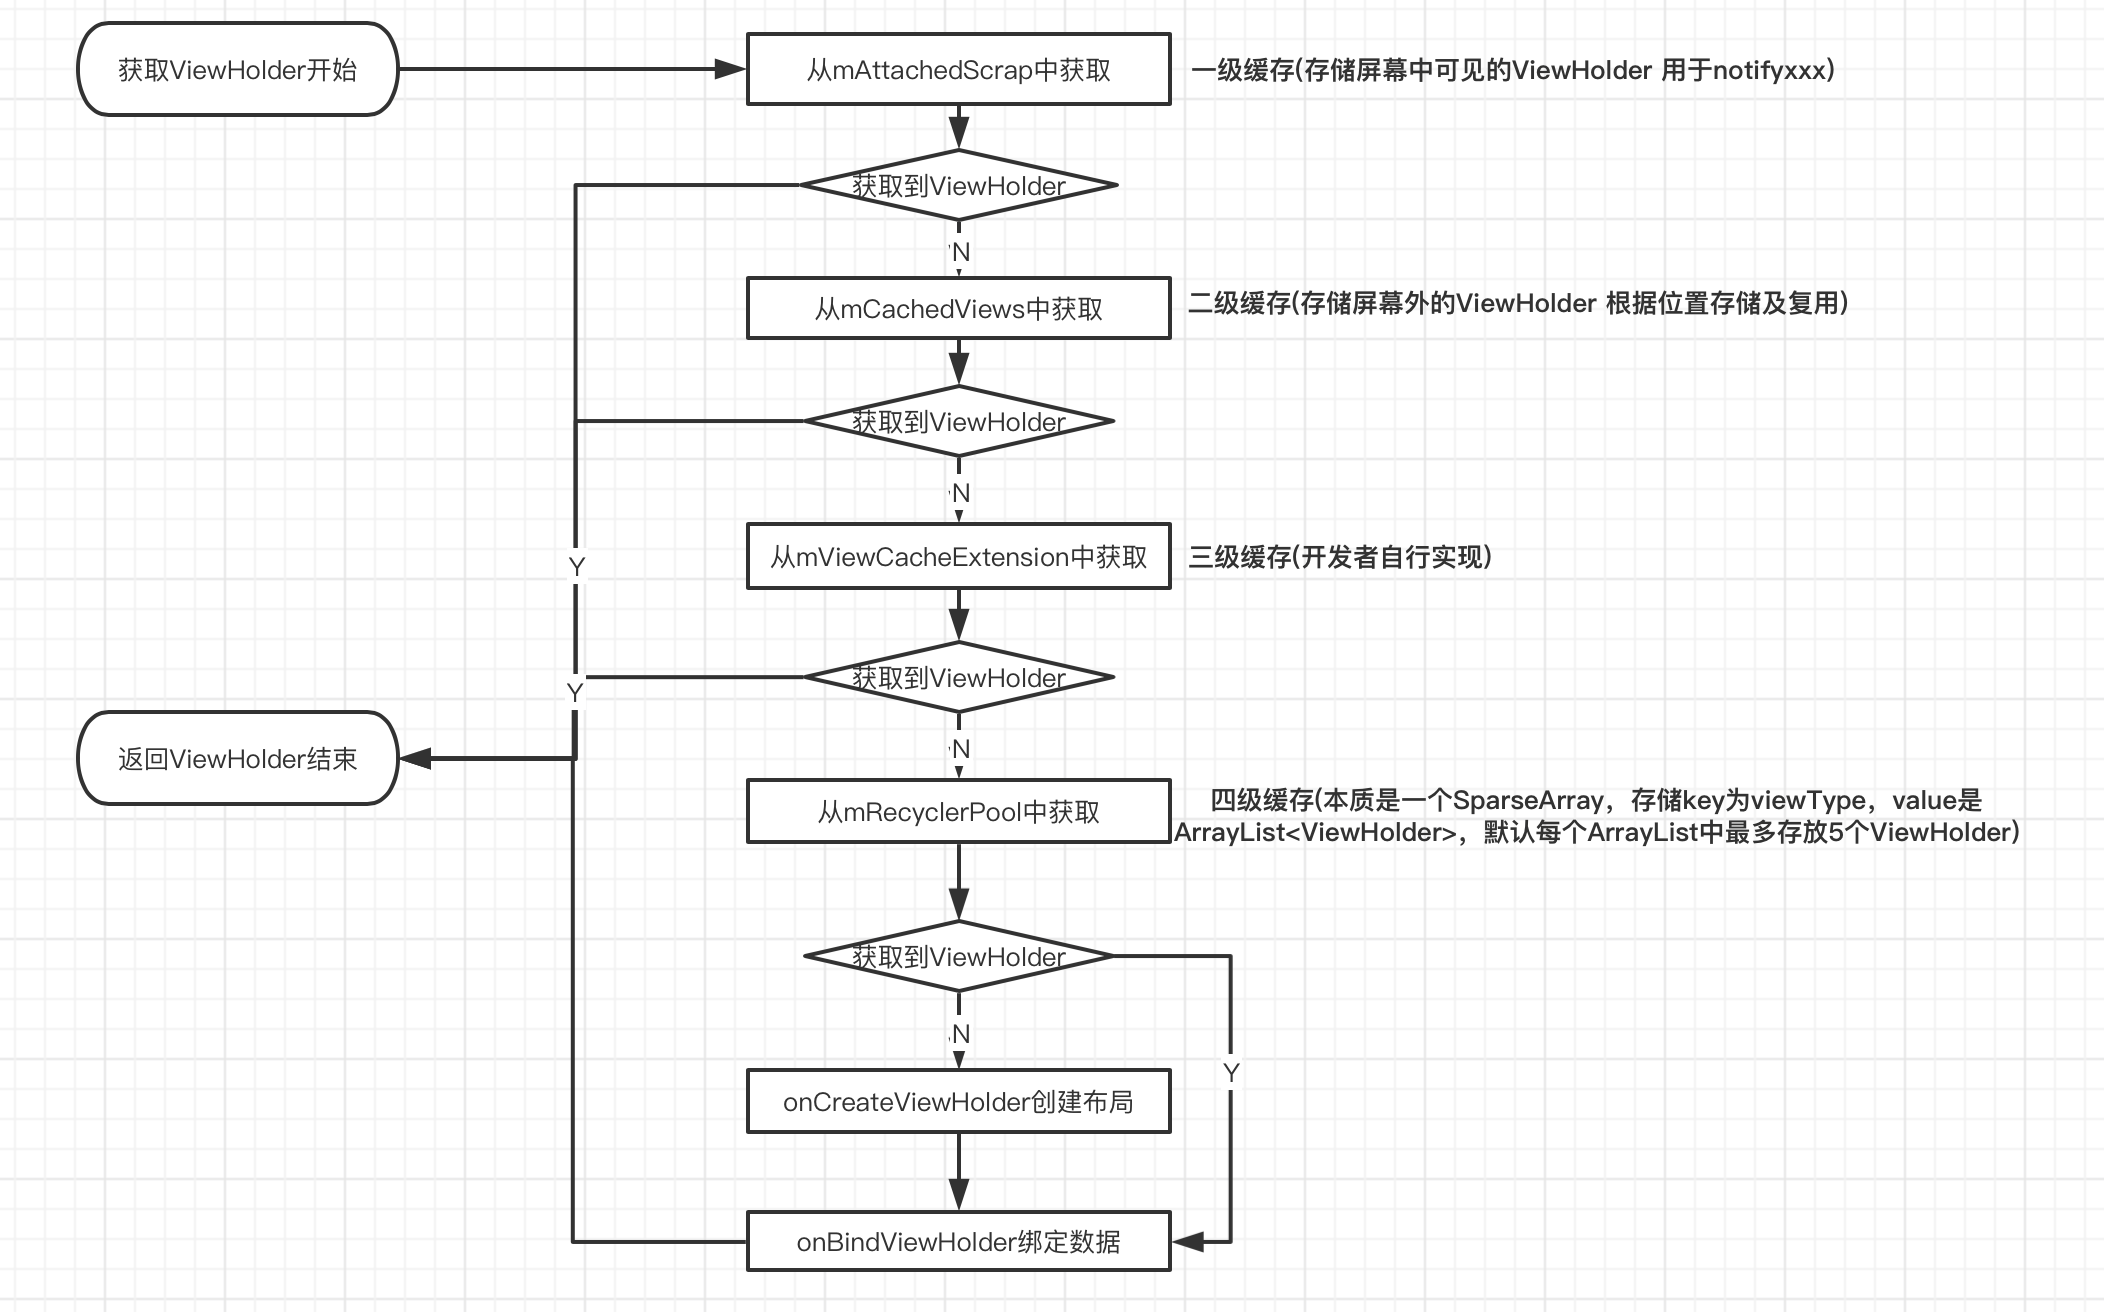 获取ViewHolder开始
从mAttachedScrap中获取
一级缓存(存储屏幕中可见的ViewHolder 用于notifyxxx)
获取到ViewHolder
N
从mCachedViews中获取
二级缓存(存储屏幕外的ViewHolder 根据位置存储及复用)
获取到ViewHolder
N
从mViewCacheExtension中获取
三级缓存(开发者自行实现)
Y
获取到ViewHolder
Y
N
返回ViewHolder结束
从mRecyclerPool中获取
四级缓存(本质是一个SparseArray，存储key为viewType，value是
ArrayList<ViewHolder>，默认每个ArrayList中最多存放5个ViewHolder)
获取到ViewHolder
N
Y
onCreateViewHolder创建布局
onBindViewHolder绑定数据